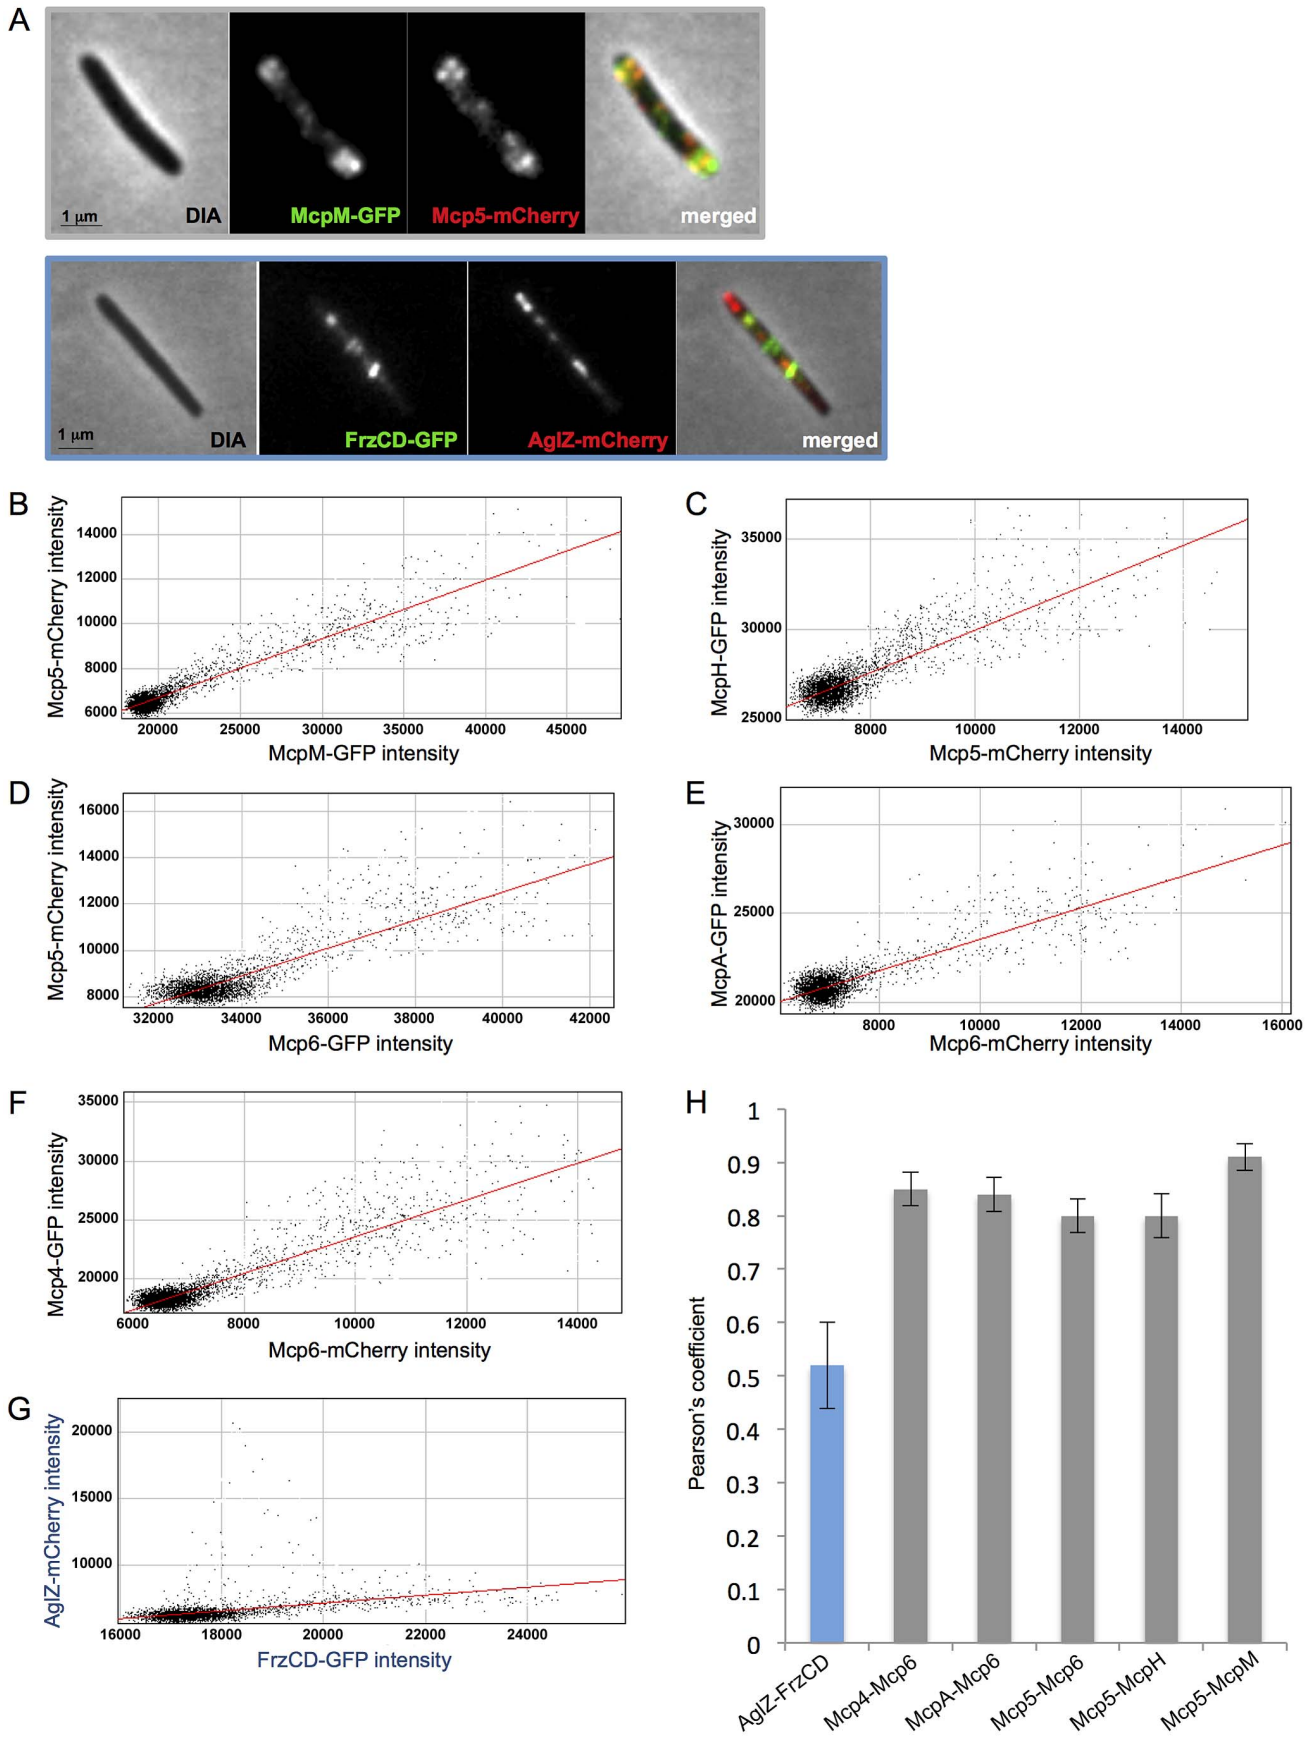 A
1 µm
DIA
McpM-GFP
Mcp5-mCherry
merged
1 µm
DIA
FrzCD-GFP
AglZ-mCherry
merged
B
Mcp5-mCherry intensity
14000
12000
10000
8000
6000
20000 25000 30000 35000 40000 45000
McpM-GFP intensity
C
McpH-GFP intensity
35000
30000
25000
8000 10000 12000 14000
Mcp5-mCherry intensity
D
Mcp5-mCherry intensity
16000
14000
12000
10000
8000
32000 34000 36000 38000 40000 42000
Mcp6-GFP intensity
E
McpA-GFP intensity
30000
25000
20000
8000 10000 12000 14000 16000
Mcp6-mCherry intensity
F
Mcp4-GFP intensity
35000
30000
25000
20000
6000 8000 10000 12000 14000
Mcp6-mCherry intensity
G
AglZ-mCherry intensity
20000
15000
10000
16000 18000 20000 22000 24000
FrzCD-GFP intensity
H
Pearson's coefficient
1
0.9
0.8
0.7
0.6
0.5
0.4
0.3
0.2
0.1
0
AglZ-FrzCD
Mcp4-Mcp6
McpA-Mcp6
Mcp5-Mcp6
Mcp5-McpH
Mcp5-McpM